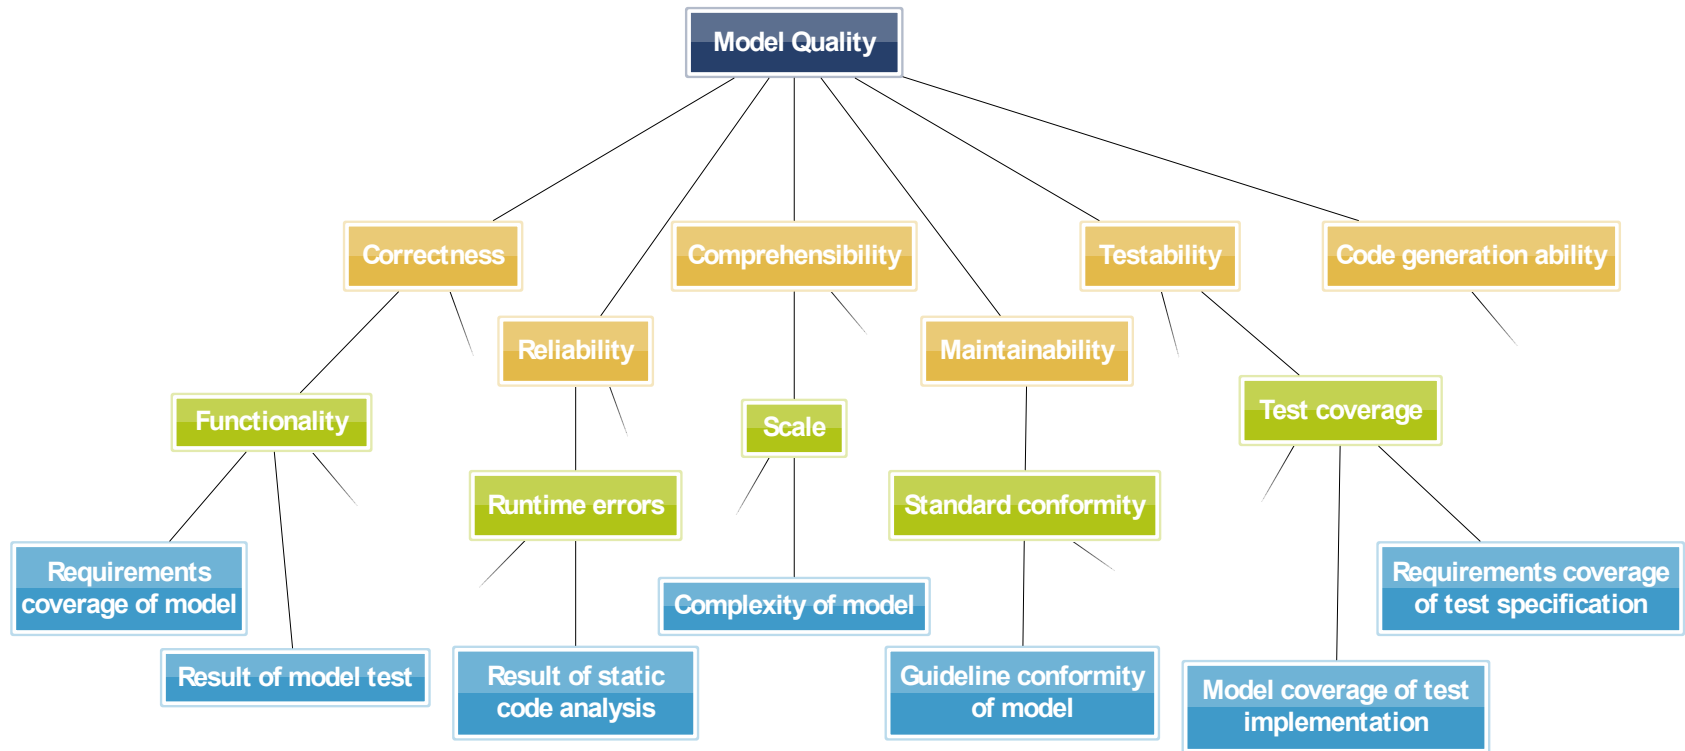 Model Quality
Correctness
Comprehensibility
Testability
Code generation ability
Reliability
Maintainability
Functionality
Scale
Test coverage
Runtime errors
Standard conformity
Requirements
coverage of model
Complexity of model
Requirements coverage
of test specification
Result of model test
Result of static
code analysis
Guideline conformity
of model
Model coverage of test
implementation